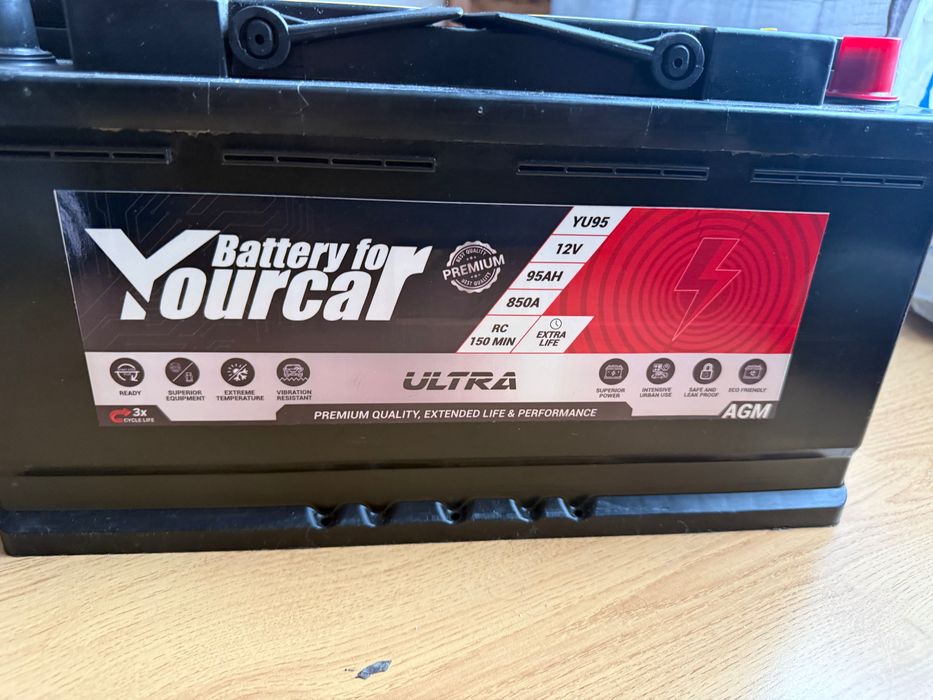 Battery for
Yourcar
BEST QUALITY
PREMIUM
BEST QUALITY
YU95
12V
95AH
850A
RC
150 MIN
EXTRA
LIFE
READY
SUPERIOR
EQUIPMENT
EXTREME
TEMPERATURE
VIBRATION
RESISTANT
ULTRA
SUPERIOR
POWER
INTENSIVE
URBAN USE
SAFE AND
LEAK PROOF
ECO FRIENDLY
3x
CYCLE LIFE
PREMIUM QUALITY, EXTENDED LIFE & PERFORMANCE
AGM